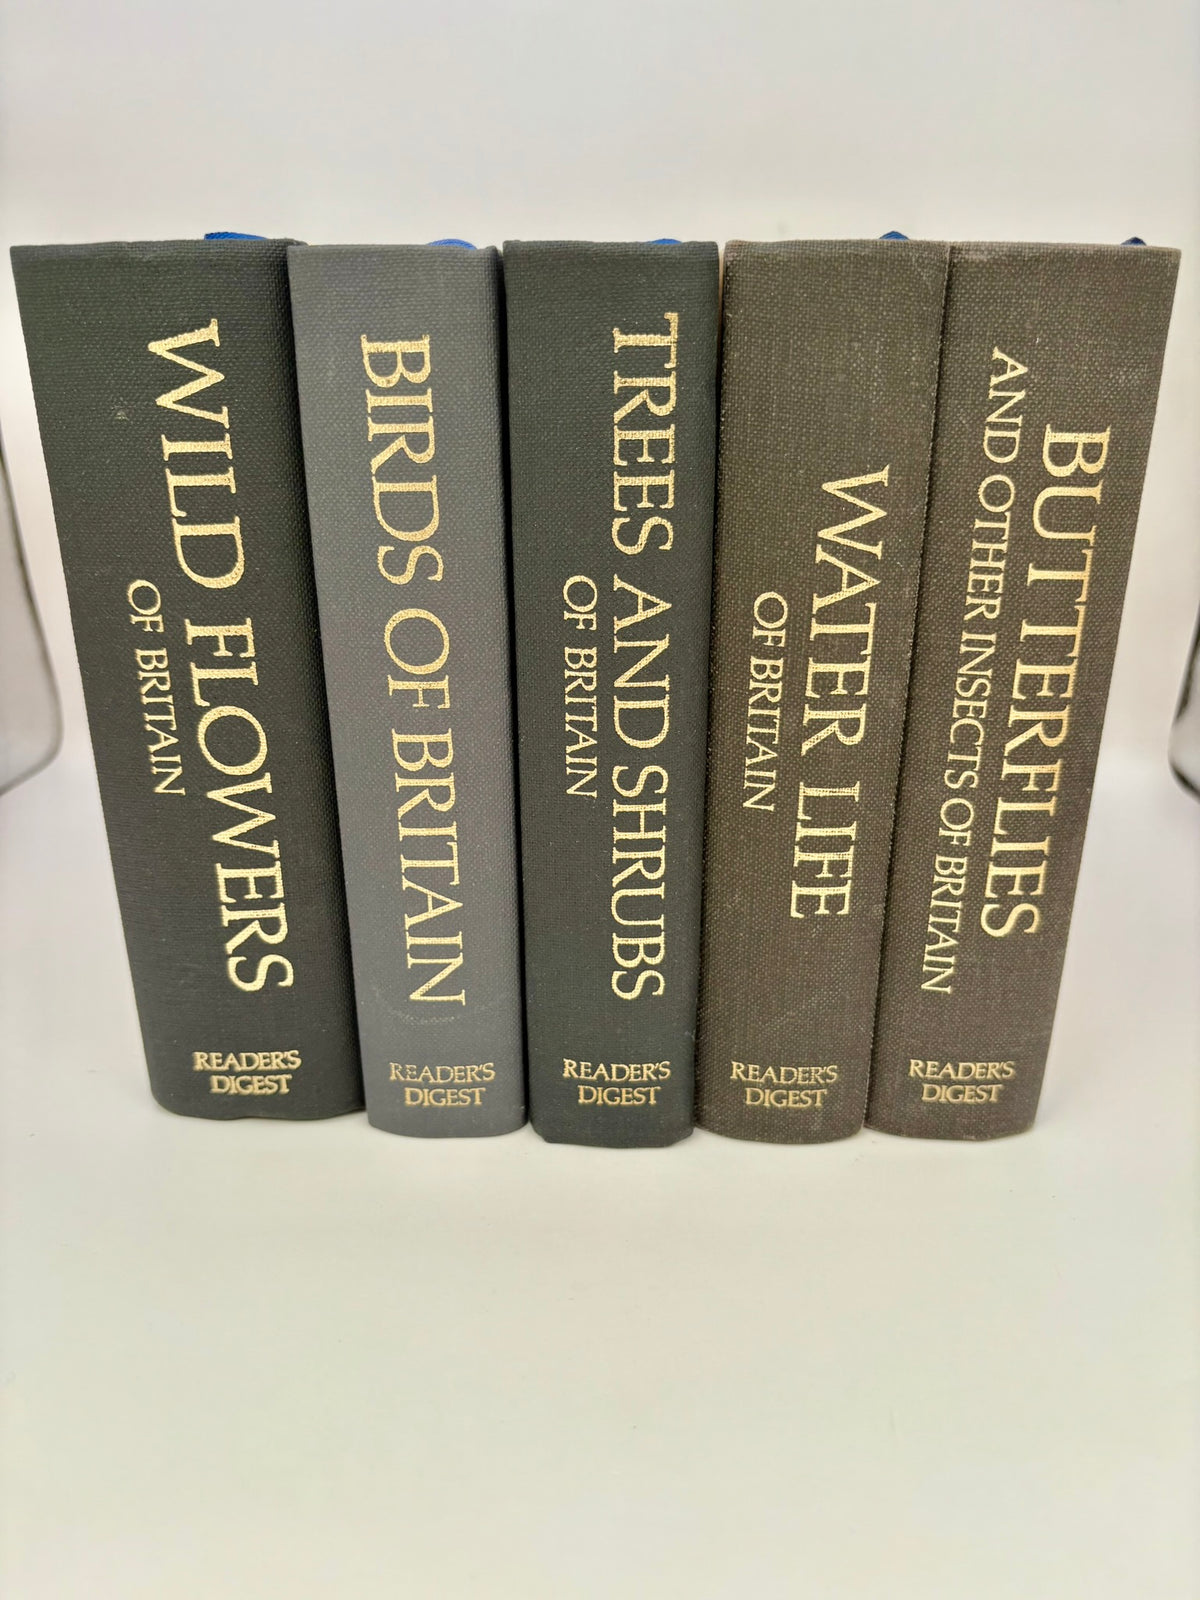 WILD FLOWERS
OF BRITAIN
READER'S
DIGEST
BIRDS OF BRITAIN
READER'S
DIGEST
TREES AND SHRUBS
OF BRITAIN
READER'S
DIGEST
WATER LIFE
OF BRITAIN
READER'S
DIGEST
BUTTERFLIES
AND OTHER INSECTS OF BRITAIN
READER'S
DIGEST